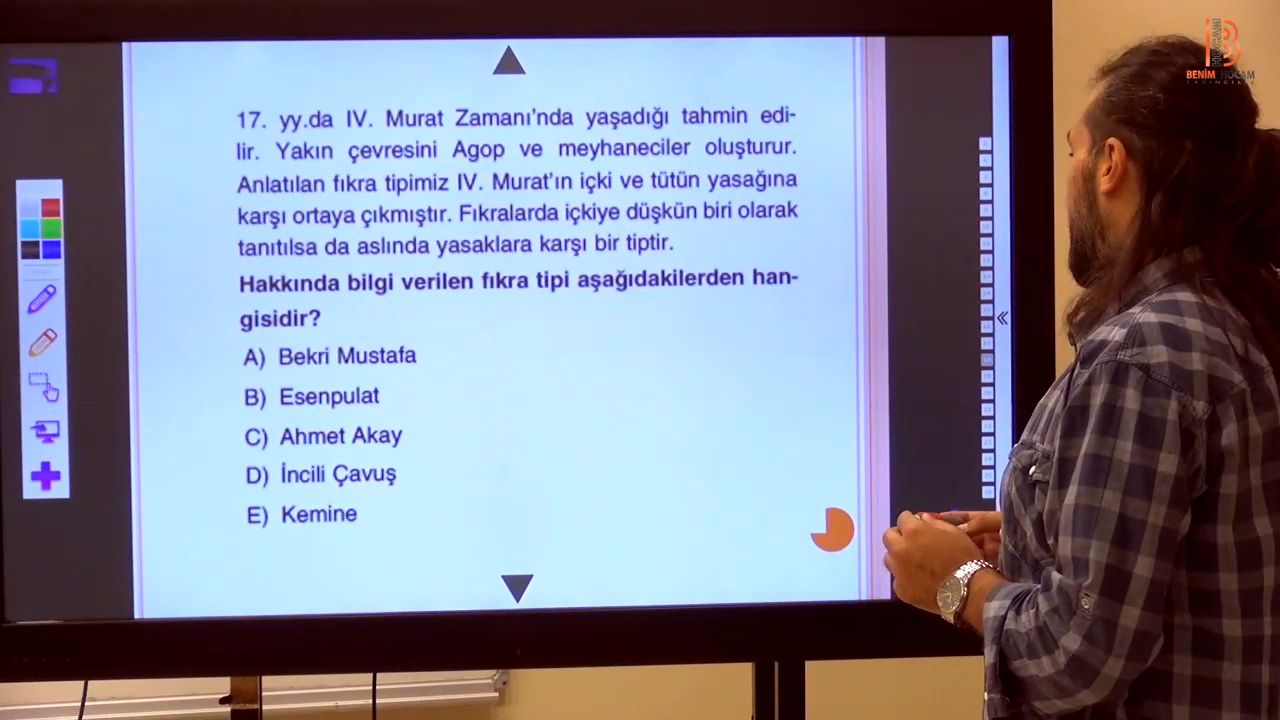 BENİM HOCAM
YAYINCILIK
17. yy.da IV. Murat Zamanı'nda yaşadığı tahmin edi-
lir. Yakın çevresini Agop ve meyhaneciler oluşturur.
Anlatılan fıkra tipimiz IV. Murat'ın içki ve tütün yasağına
karşı ortaya çıkmıştır. Fıkralarda içkiye düşkün biri olarak
tanıtılsa da aslında yasaklara karşı bir tiptir.
Hakkında bilgi verilen fıkra tipi aşağıdakilerden han-
gisidir?
A) Bekri Mustafa
B) Esenpulat
C) Ahmet Akay
D) İncili Çavuş
E) Kemine